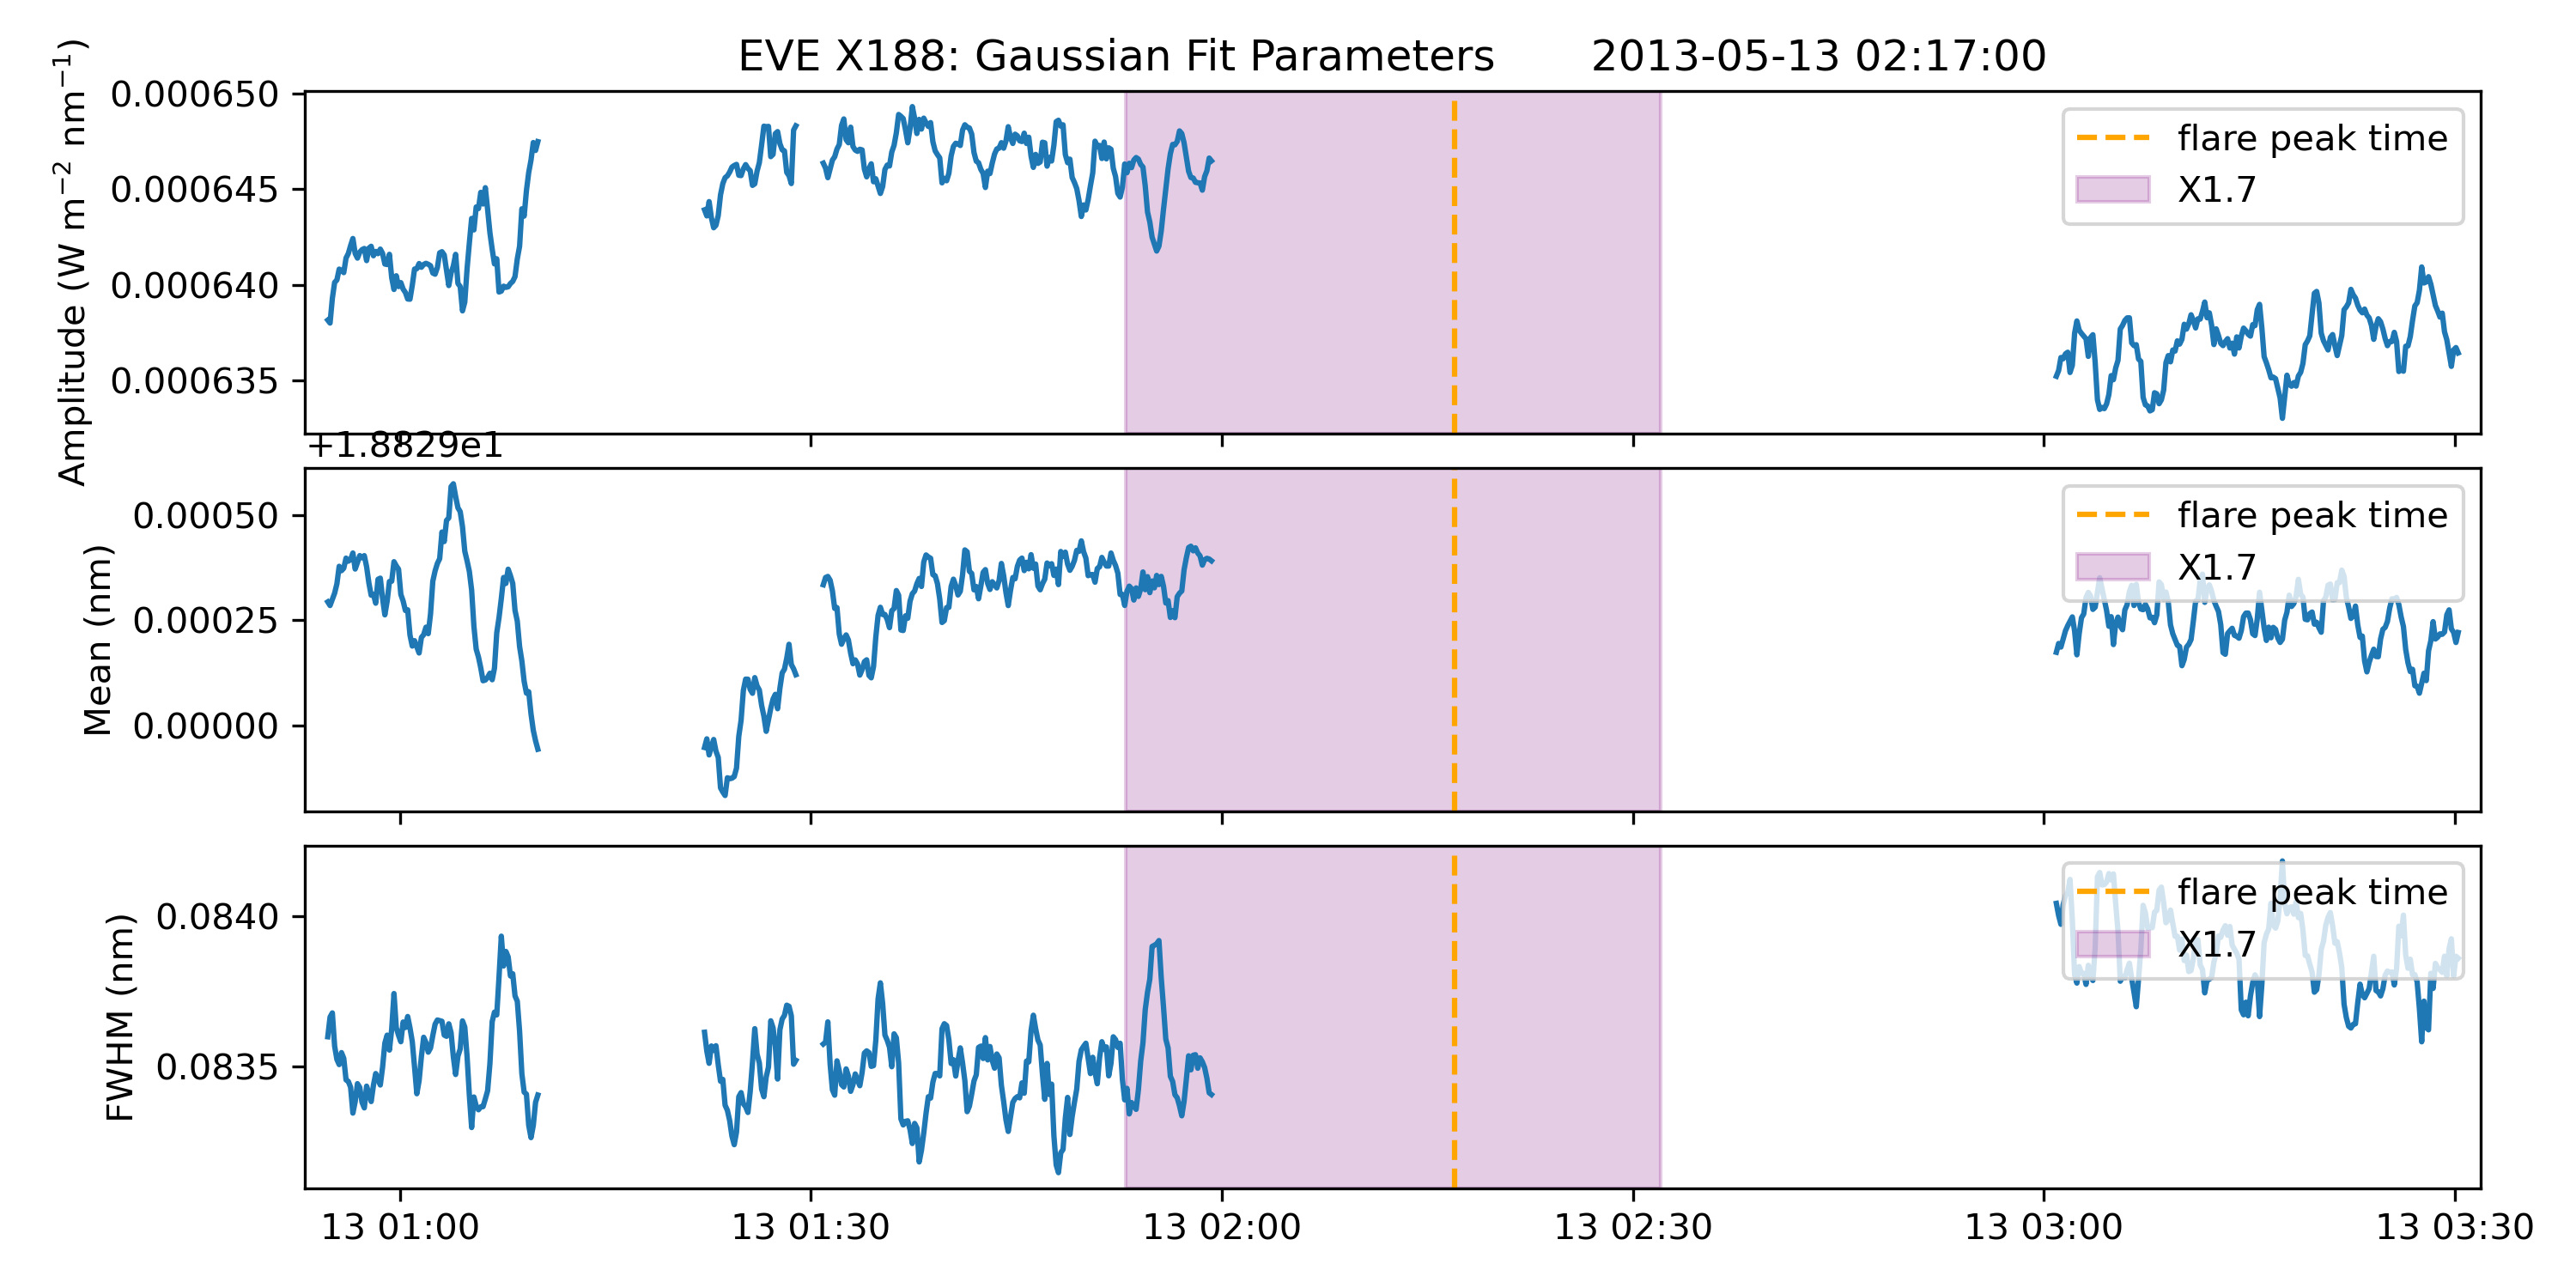 EVE X188: Gaussian Fit Parameters 2013-05-13 02:17:00
Amplitude (W m⁻² nm⁻¹)
0.000650
0.000645
0.000640
0.000635
flare peak time
X1.7
+1.8829e1
Mean (nm)
0.00050
0.00025
0.00000
flare peak time
X1.7
FWHM (nm)
0.0840
0.0835
flare peak time
X1.7
13 01:00 13 01:30 13 02:00 13 02:30 13 03:00 13 03:30